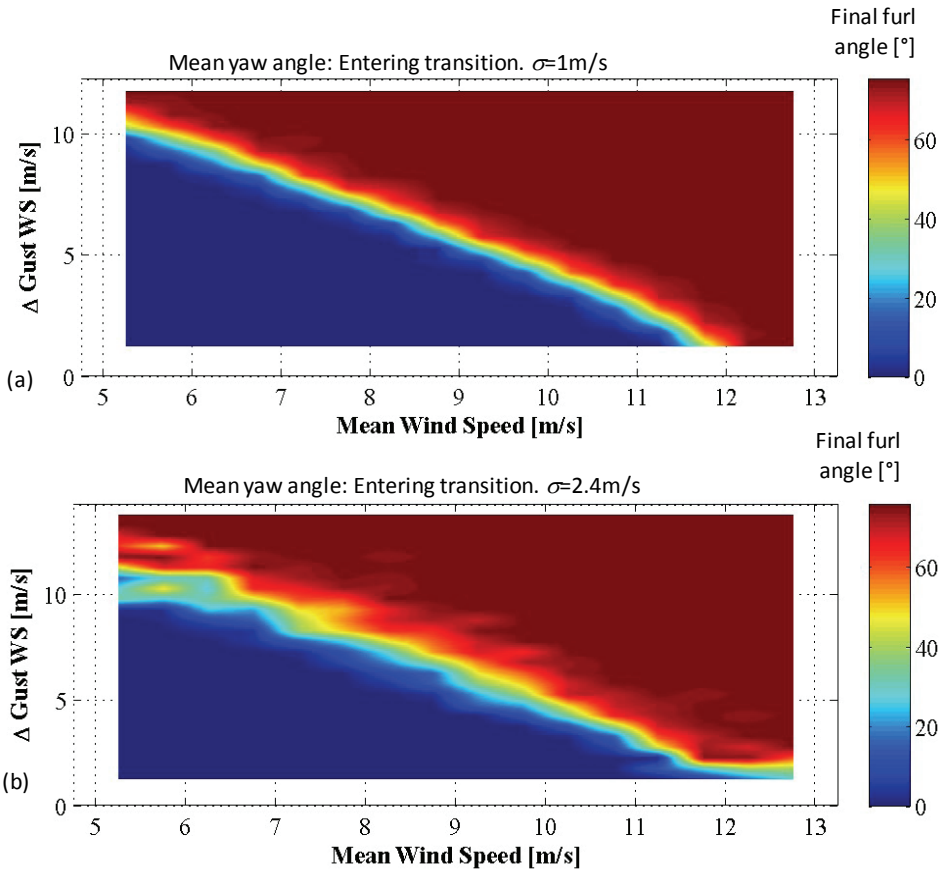 Final furl
angle [°]
Mean yaw angle: Entering transition. σ=1m/s
Δ Gust WS [m/s]
10
5
0
60
40
20
0
(a)
5 6 7 8 9 10 11 12 13
Mean Wind Speed [m/s]
Final furl
angle [°]
Mean yaw angle: Entering transition. σ=2.4m/s
Δ Gust WS [m/s]
10
5
0
60
40
20
0
(b)
5 6 7 8 9 10 11 12 13
Mean Wind Speed [m/s]